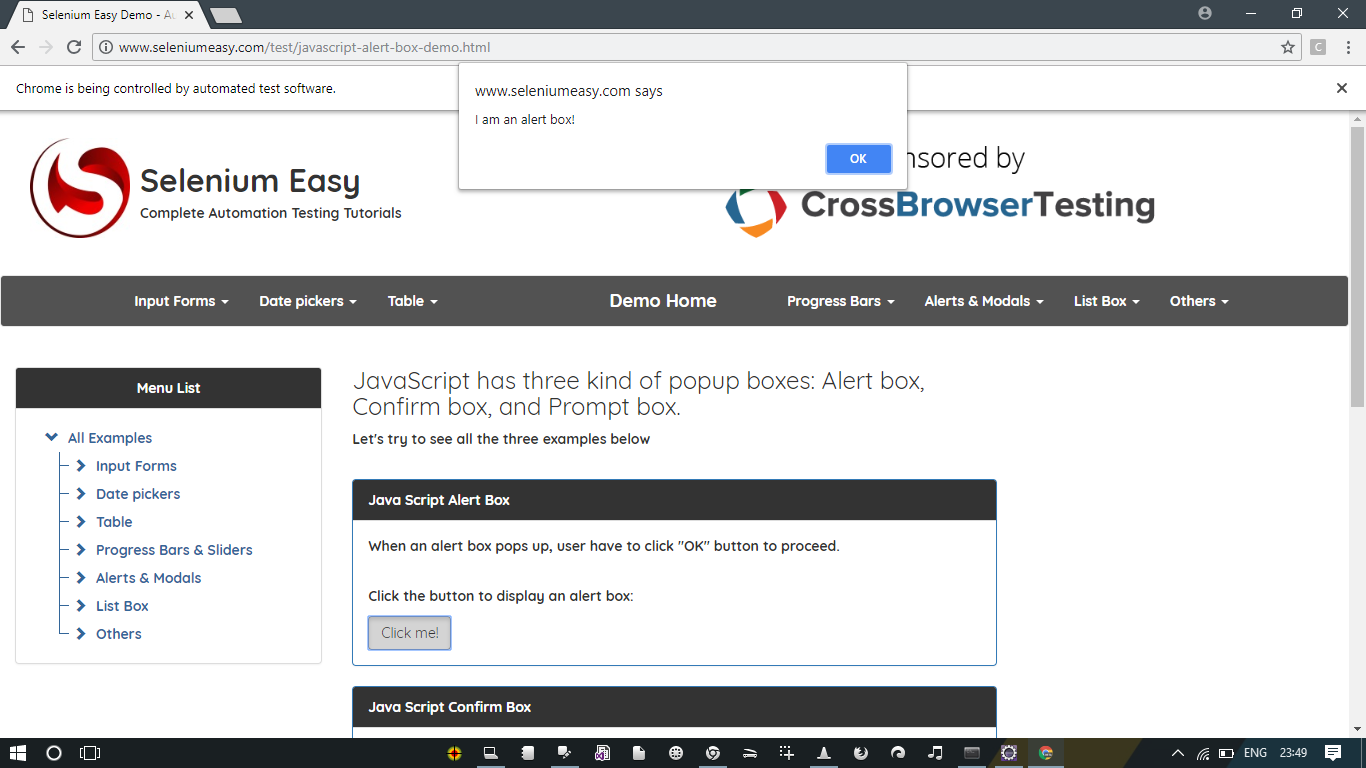 Selenium Easy Demo - Au
www.seleniumeasy.com/test/javascript-alert-box-demo.html
C
Chrome is being controlled by automated test software.
www.seleniumeasy.com says
I am an alert box!
OK
Selenium Easy
Complete Automation Testing Tutorials
nsored by
CrossBrowserTesting
Input Forms
Date pickers
Table
Demo Home
Progress Bars
Alerts & Modals
List Box
Others
Menu List
All Examples
Input Forms
Date pickers
Table
Progress Bars & Sliders
Alerts & Modals
List Box
Others
JavaScript has three kind of popup boxes: Alert box,
Confirm box, and Prompt box.
Let's try to see all the three examples below
Java Script Alert Box
When an alert box pops up, user have to click "OK" button to proceed.
Click the button to display an alert box:
Click me!
Java Script Confirm Box
ENG
23:49